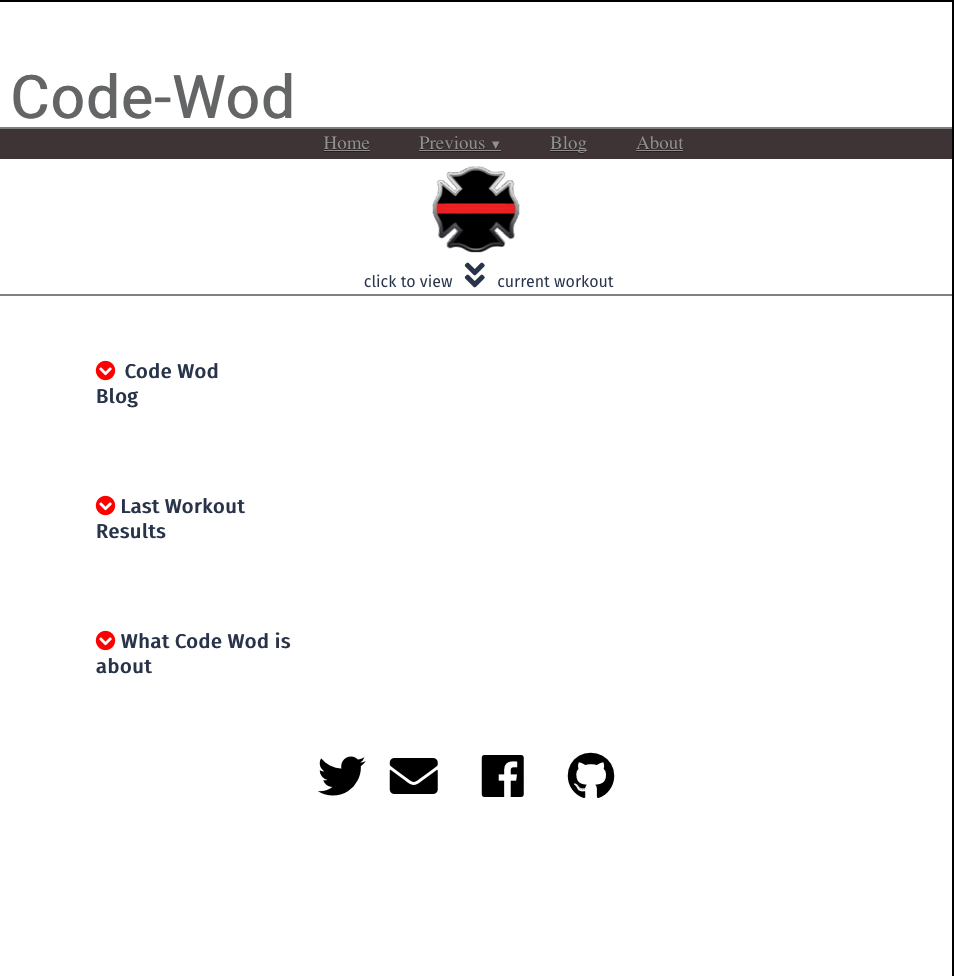 Code-Wod
Home Previous ▼ Blog About
click to view current workout
Code Wod
Blog
Last Workout
Results
What Code Wod is
about